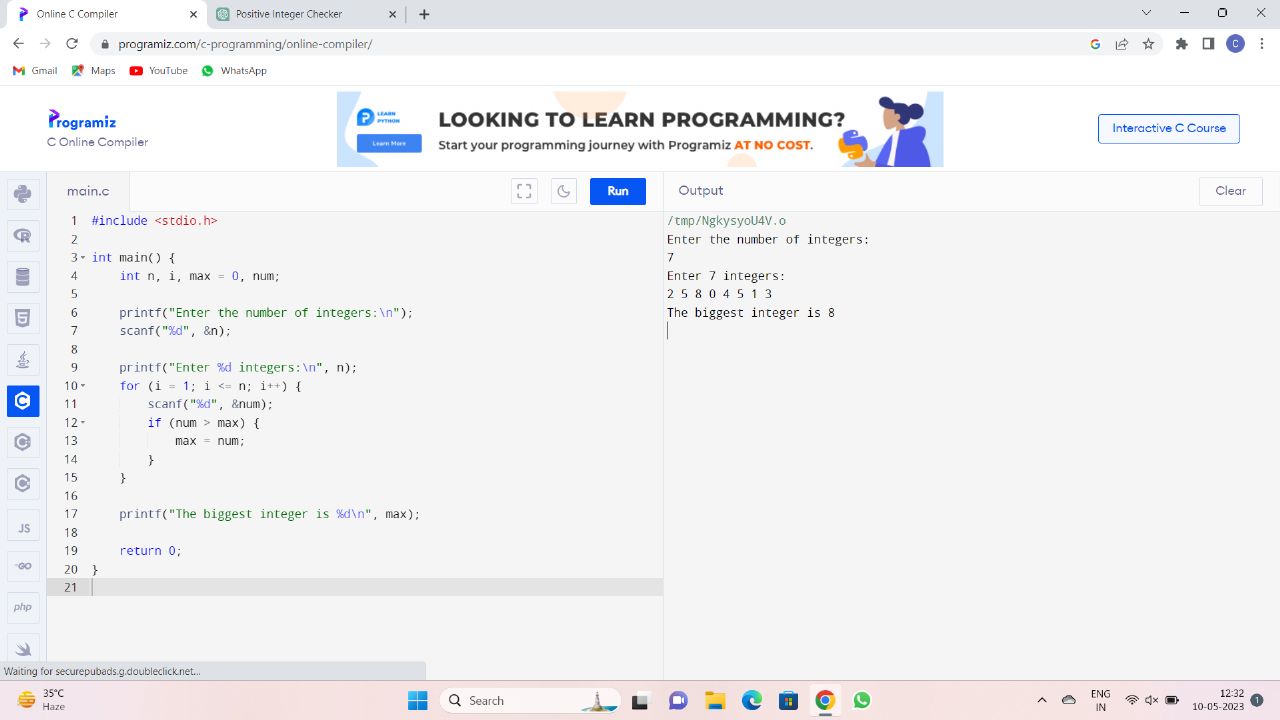 Online C Compiler
Positive Integer Checker
programiz.com/c-programming/online-compiler/
C
Gmail
Maps
YouTube
WhatsApp
Programiz
C Online Compiler
LEARN
PYTHON
Learn More
LOOKING TO LEARN PROGRAMMING?
Start your programming journey with Programiz AT NO COST.
Interactive C Course
main.c
Run
Output
Clear
1 #include <stdio.h>
2
3 int main() {
4 int n, i, max = 0, num;
5
6 printf("Enter the number of integers:\n");
7 scanf("%d", &n);
8
9 printf("Enter %d integers:\n", n);
10 for (i = 1; i <= n; i++) {
11 scanf("%d", &num);
12 if (num > max) {
13 max = num;
14 }
15 }
16
17 printf("The biggest integer is %d\n", max);
18
19 return 0;
20 }
21
/tmp/NgkysyoU4V.o
Enter the number of integers:
7
Enter 7 integers:
2 5 8 0 4 5 1 3
The biggest integer is 8
JS
GO
php
Waiting for securepubads.g.doubleclick.net...
35°C
Haze
Search
ENG
IN
12:32
10-05-2023
1